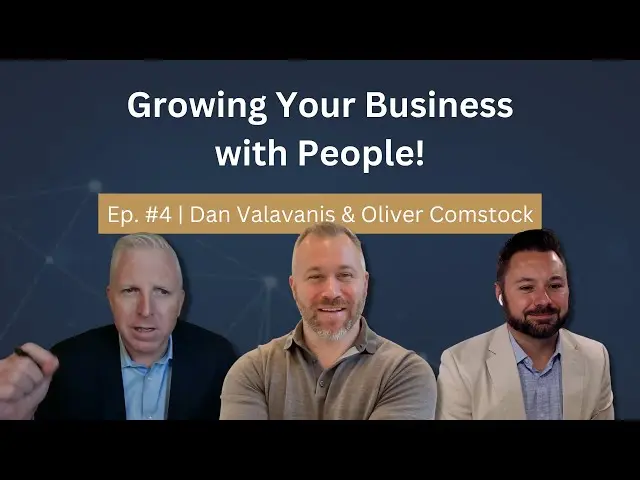 Growing Your Business
with People!
Ep. #4 | Dan Valavanis & Oliver Comstock